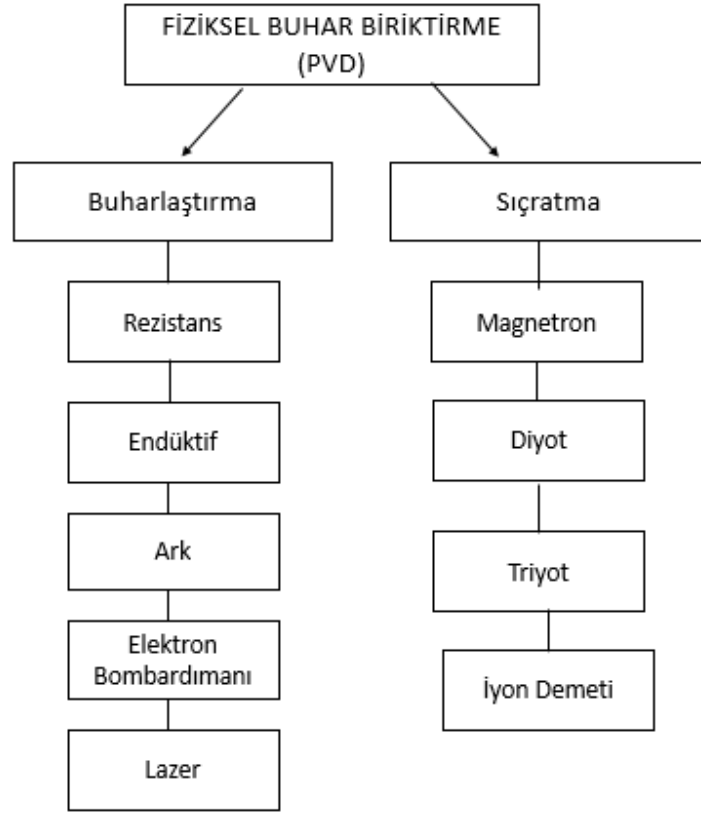 FİZİKSEL BUHAR BİRİKTİRME
(PVD)
Buharlaştırma
Sıçratma
Rezistans
Magnetron
Endüktif
Diyot
Ark
Triyot
Elektron
Bombardımanı
İyon Demeti
Lazer